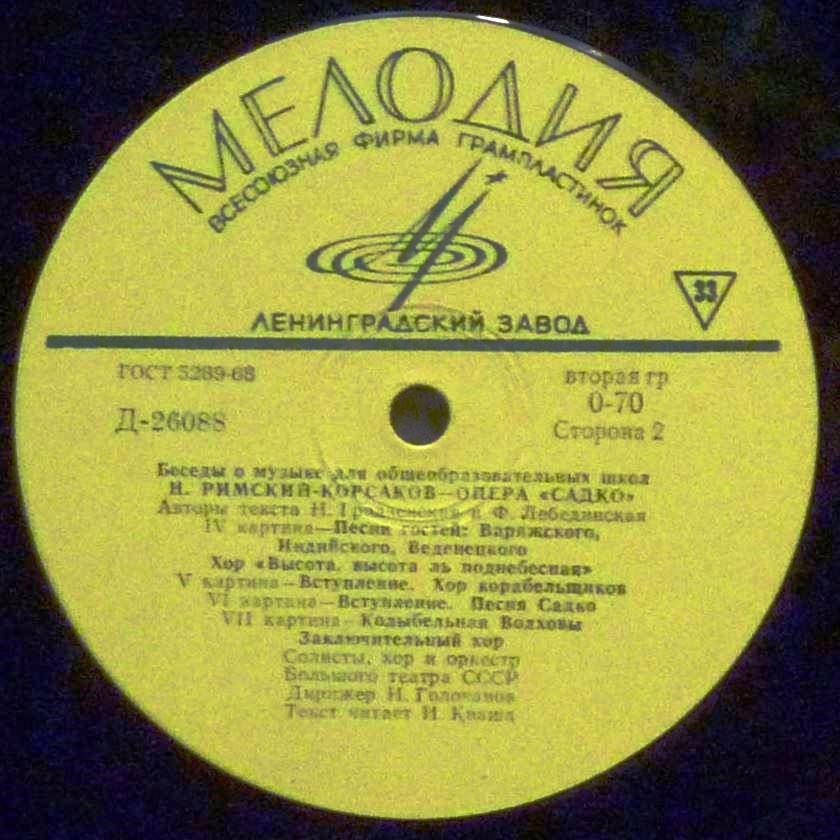 МЕЛОДИЯ
ВСЕСОЮЗНАЯ ФИРМА ГРАМПЛАСТИНОК
33
ЛЕНИНГРАДСКИЙ ЗАВОД
ГОСТ 5289-68
вторая гр
Д-26088
0-70
Сторона 2
Беседы о музыке для общеобразовательных школ
Н. РИМСКИЙ-КОРСАКОВ—ОПЕРА «САДКО»
Авторы текста Н. и Ф. Лебединская
IV картина—Песни гостей: Варяжского,
Индийского, Веденецкого
Хор «Высота, высота ль поднебесная»
V картина—Вступление. Хор корабельщиков
VI картина—Вступление. Песня Садко
VII картина—Колыбельная Волховы
Заключительный хор
Солисты, хор и оркестр
Большого театра СССР
Дирижер Н. Голованов
Текст читает И. Кваша